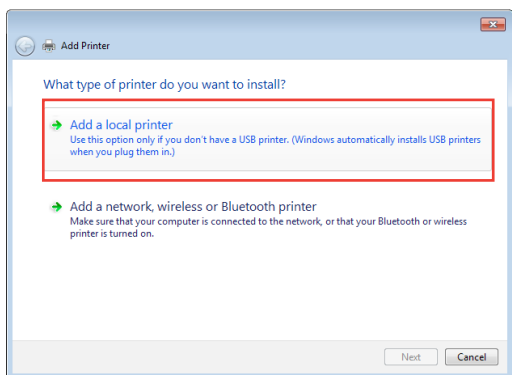 Add Printer
What type of printer do you want to install?
Add a local printer
Use this option only if you don't have a USB printer. (Windows automatically installs USB printers
when you plug them in.)
Add a network, wireless or Bluetooth printer
Make sure that your computer is connected to the network, or that your Bluetooth or wireless
printer is turned on.
Next Cancel